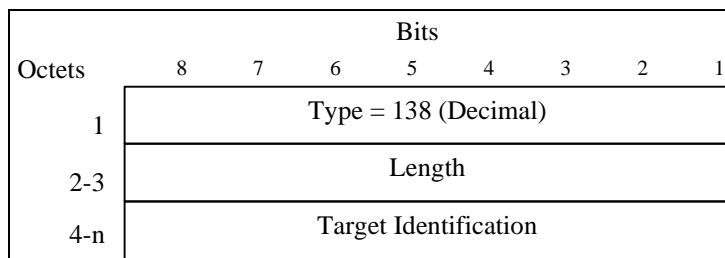 Bits
Octets 8 7 6 5 4 3 2 1
1 Type = 138 (Decimal)
2-3 Length
4-n Target Identification